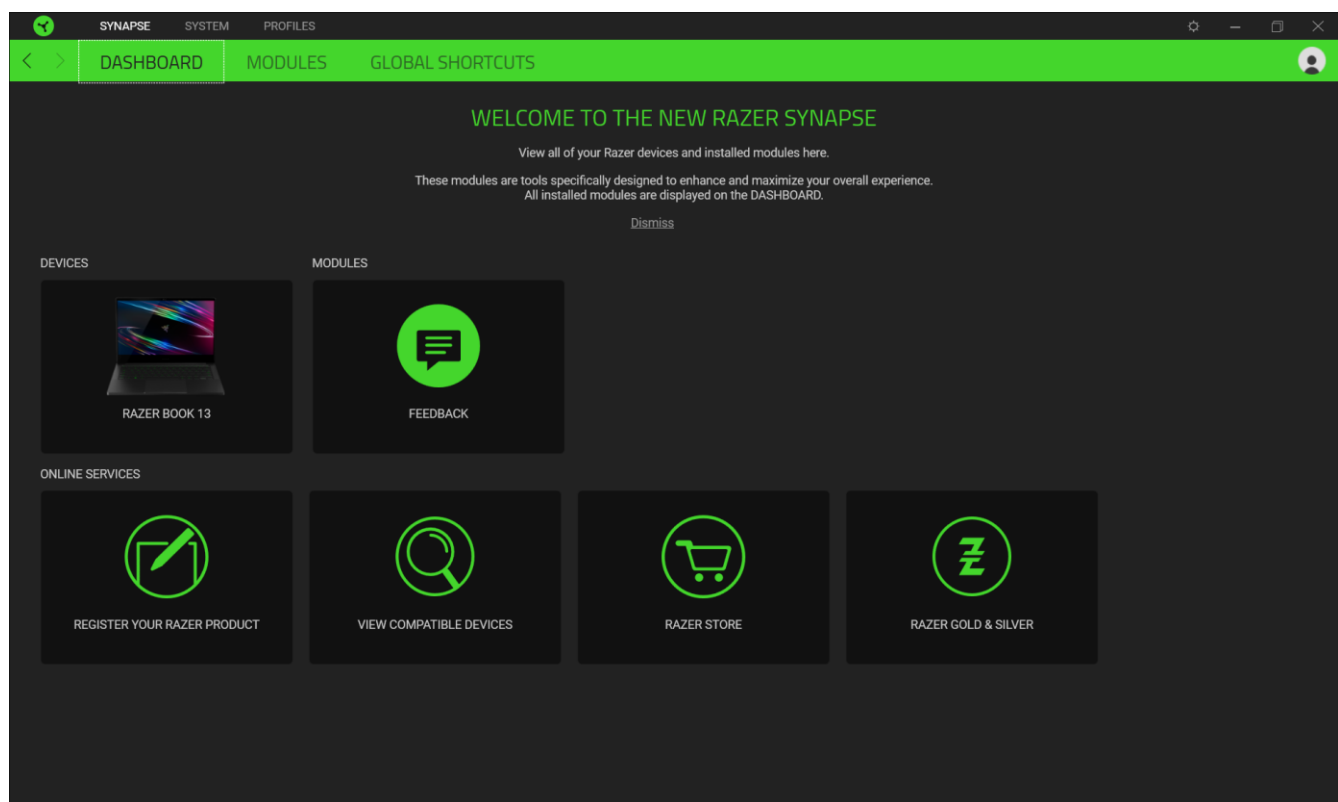 SYNAPSE SYSTEM PROFILES
DASHBOARD MODULES GLOBAL SHORTCUTS
WELCOME TO THE NEW RAZER SYNAPSE
View all of your Razer devices and installed modules here.
These modules are tools specifically designed to enhance and maximize your overall experience.
All installed modules are displayed on the DASHBOARD.
Dismiss
DEVICES MODULES
RAZER BOOK 13 FEEDBACK
ONLINE SERVICES
REGISTER YOUR RAZER PRODUCT VIEW COMPATIBLE DEVICES RAZER STORE RAZER GOLD & SILVER